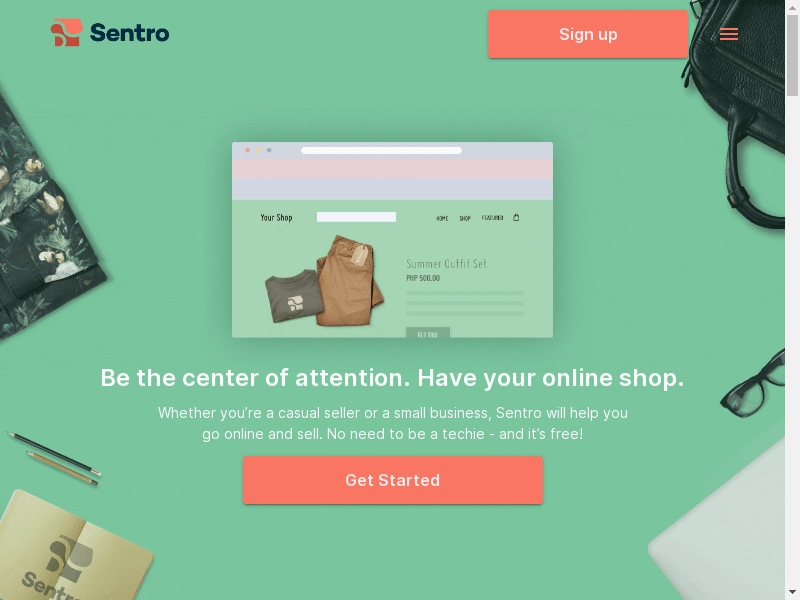 Sentro
Sign up
Your Shop
HOME SHOP FEATURED
Summer Outfit Set
PHP 500.00
BUY NOW
Be the center of attention. Have your online shop.
Whether you’re a casual seller or a small business, Sentro will help you
go online and sell. No need to be a techie - and it’s free!
Get Started
Sentro